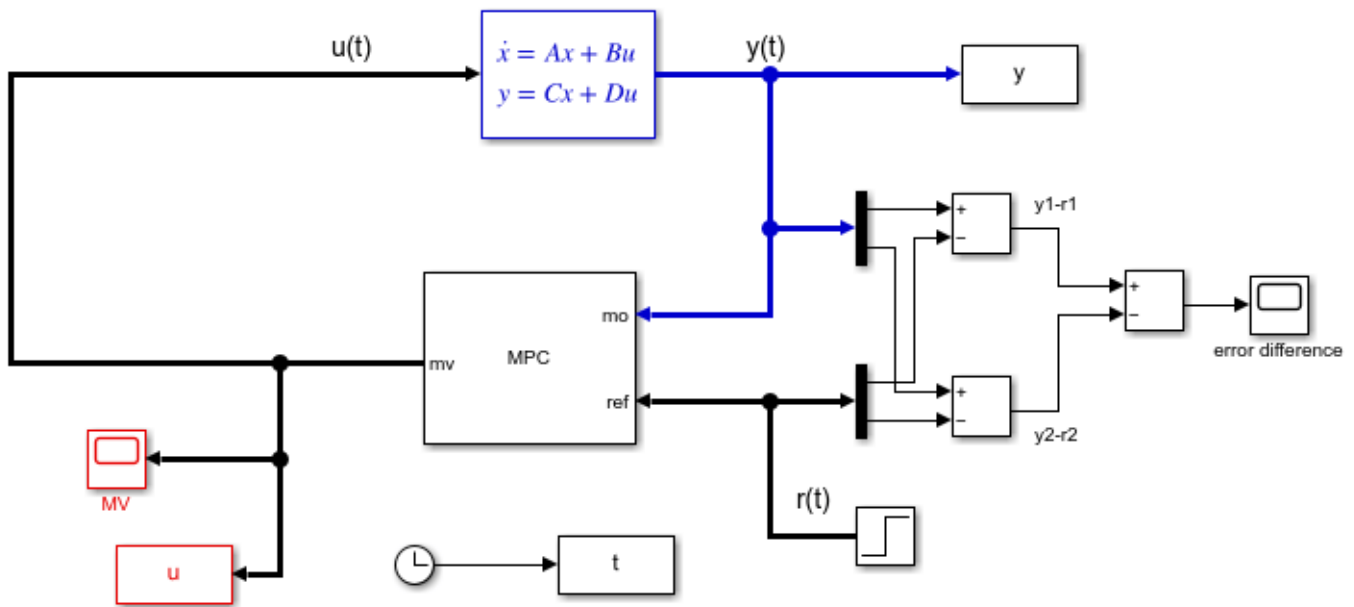 u(t)
ẋ = Ax + Bu
y = Cx + Du
y(t)
y
+
−
y1-r1
mo
MPC
mv
ref
+
−
error difference
+
−
y2-r2
MV
r(t)
u
t